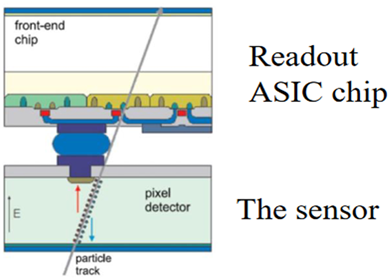 front-end
chip
Readout
ASIC chip
pixel
detector
E
The sensor
particle
track